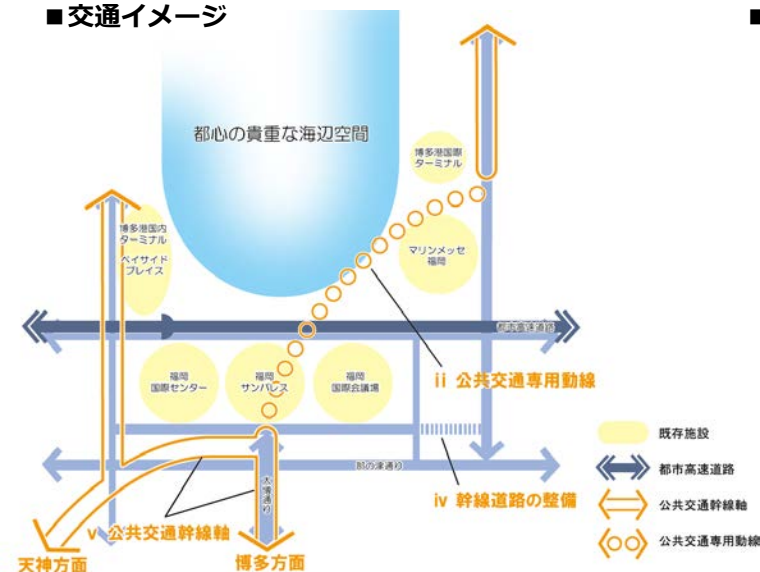 ■交通イメージ
■
都心の貴重な海辺空間
博多港国際
ターミナル
博多港国内
ターミナル
ベイサイド
プレイス
マリンメッセ
福岡
都市高速道路
福岡
国際センター
福岡
サンパレス
福岡
国際会議場
ii 公共交通専用動線
那の津通り
大博通り
iv 幹線道路の整備
v 公共交通幹線軸
天神方面
博多方面
既存施設
都市高速道路
公共交通幹線軸
公共交通専用動線